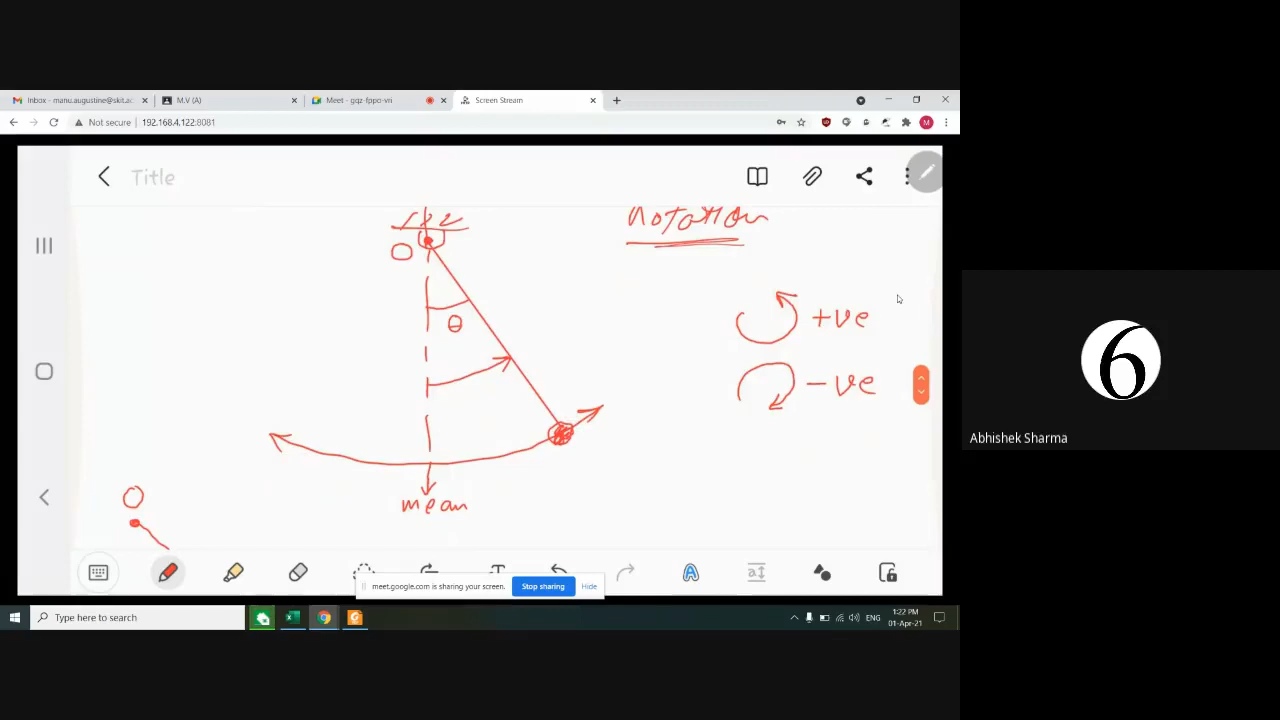 Inbox - manu.augustine@skit.ac
M.V (A)
Meet - gqz-fppo-vri
Screen Stream
Not secure
192.168.4.122:8081
M
Title
notation
O
θ
+ve
-ve
mean
O
T
A
meet.google.com is sharing your screen.
Stop sharing
Hide
Type here to search
ENG
1:22 PM
01-Apr-21
6
Abhishek Sharma